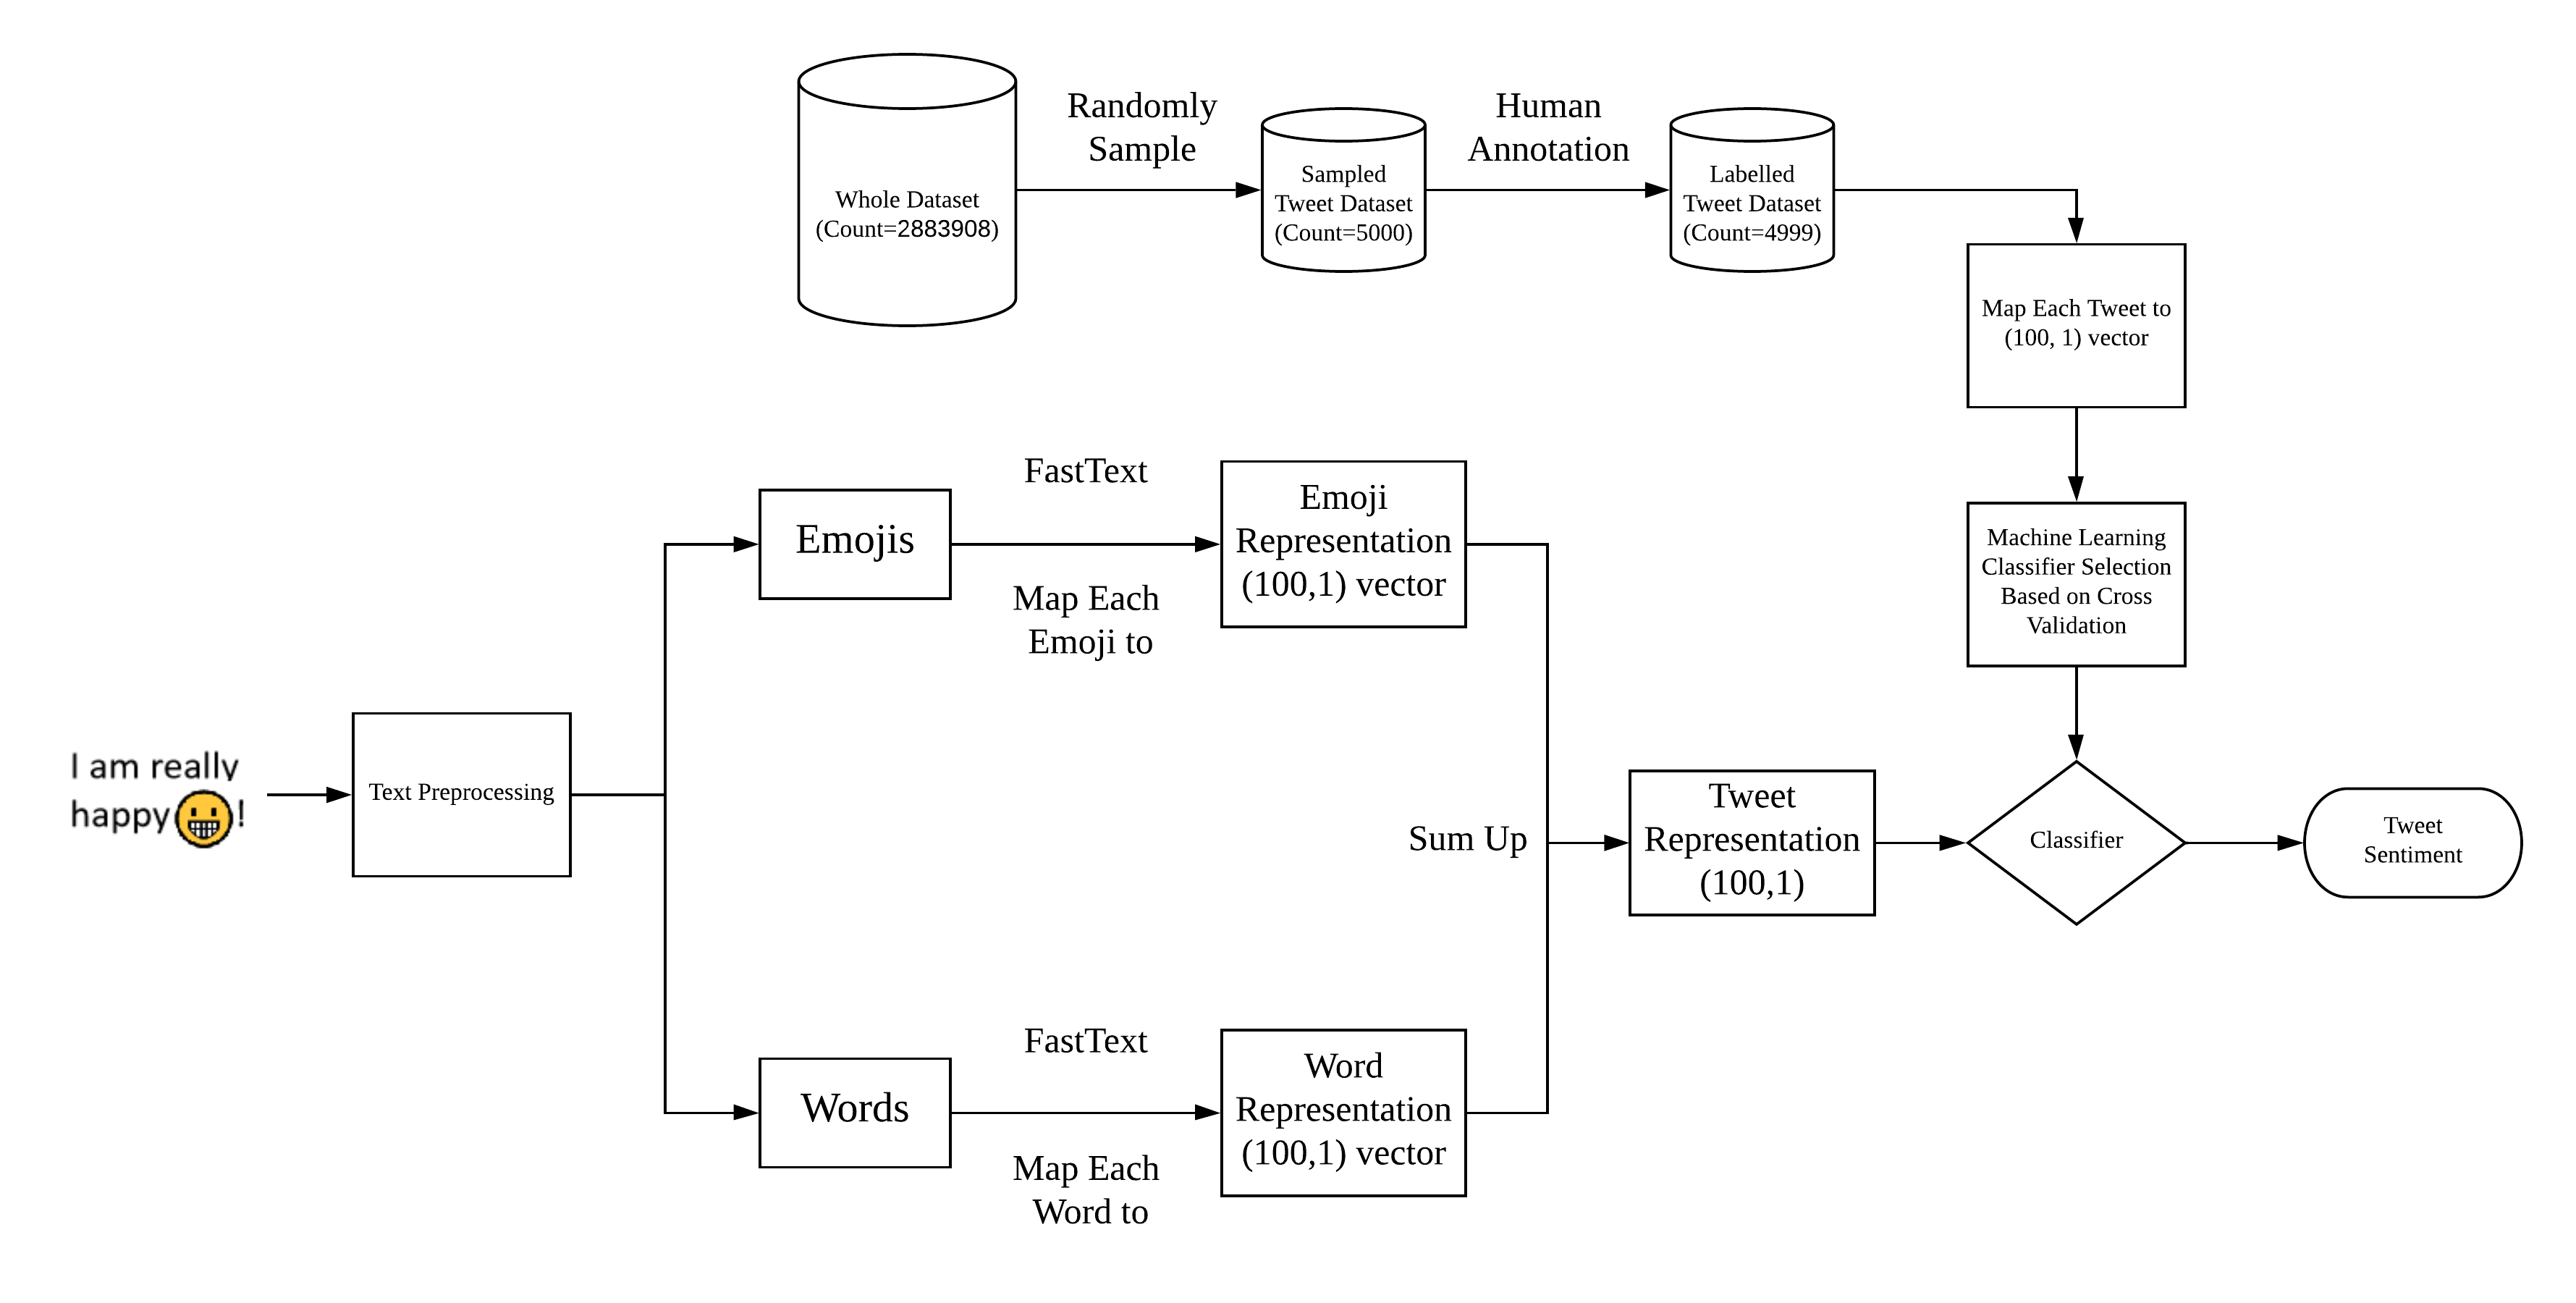 Randomly
Sample
Human
Annotation
Whole Dataset
(Count=2883908)
Sampled
Tweet Dataset
(Count=5000)
Labelled
Tweet Dataset
(Count=4999)
Map Each Tweet to
(100, 1) vector
FastText
Emojis
Map Each
Emoji to
Emoji
Representation
(100,1) vector
Machine Learning
Classifier Selection
Based on Cross
Validation
I am really
happy😀!
Text Preprocessing
Sum Up
Tweet
Representation
(100,1)
Classifier
Tweet
Sentiment
FastText
Words
Map Each
Word to
Word
Representation
(100,1) vector